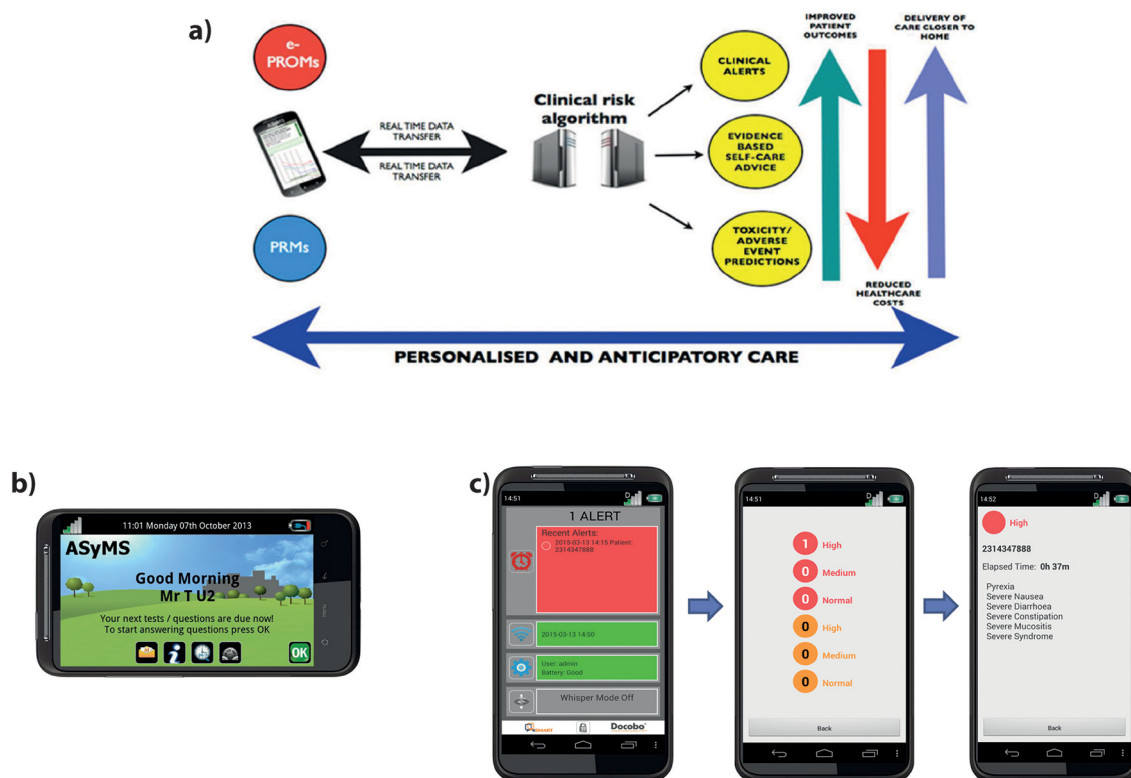 a)
e-
PROMs
ASyMS
PRMs
REAL TIME DATA
TRANSFER
REAL TIME DATA
TRANSFER
Clinical risk
algorithm
CLINICAL
ALERTS
EVIDENCE
BASED
SELF-CARE
ADVICE
TOXICITY/
ADVERSE
EVENT
PREDICTIONS
IMPROVED
PATIENT
OUTCOMES
DELIVERY OF
CARE CLOSER TO
HOME
REDUCED
HEALTHCARE
COSTS
PERSONALISED AND ANTICIPATORY CARE
b)
11:01 Monday 07th October 2013
ASyMS
Good Morning
Mr T U2
Your next tests / questions are due now!
To start answering questions press OK
OK
menu
c)
14:51
D
1 ALERT
Recent Alerts:
2015-03-13 14:15 Patient:
2314347888
2015-03-13 14:50
User: admin
Battery: Good
Whisper Mode Off
eSMART
Docobo
14:51
D
1 High
0 Medium
0 Normal
0 High
0 Medium
0 Normal
Back
14:52
D
High
2314347888
Elapsed Time: 0h 37m
Pyrexia
Severe Nausea
Severe Diarrhoea
Severe Constipation
Severe Mucositis
Severe Syndrome
Back